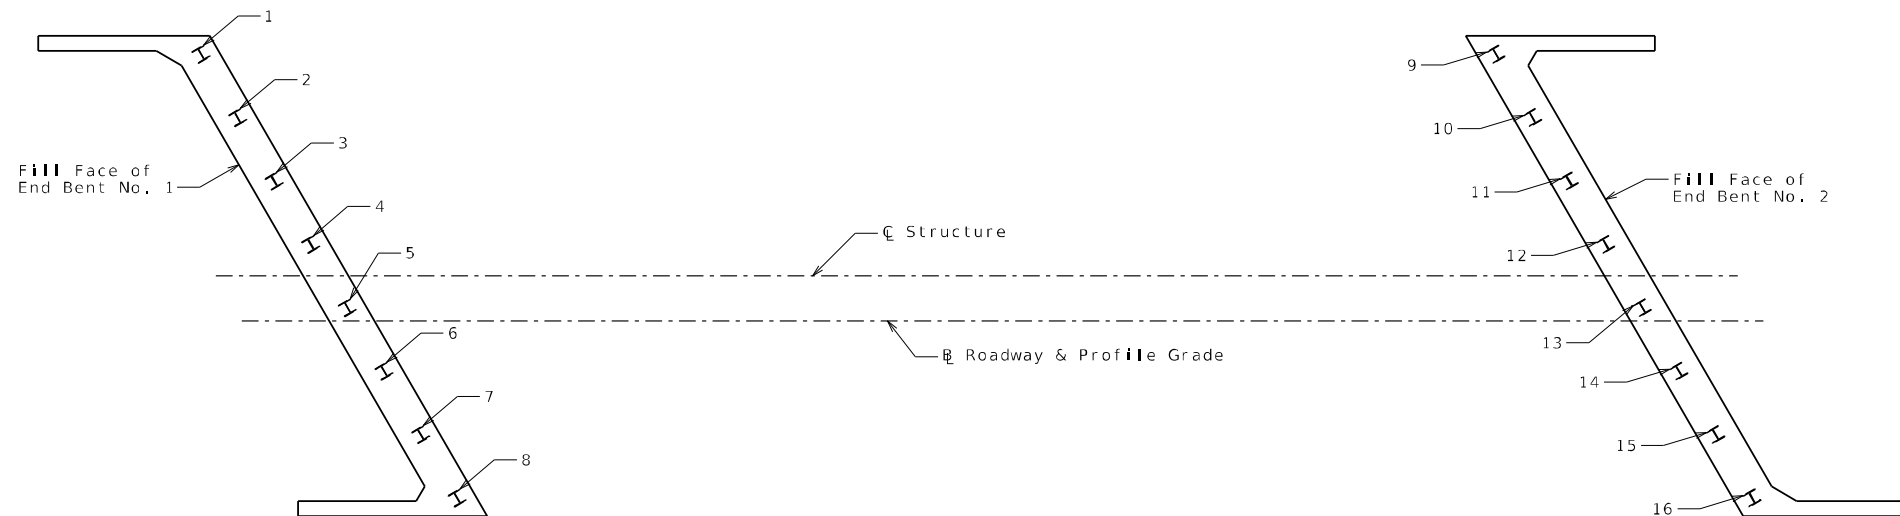 1
2
3
4
5
6
7
8
Fill Face of
End Bent No. 1
℄ Structure
B̲L Roadway & Profile Grade
9
10
11
12
13
14
15
16
Fill Face of
End Bent No. 2